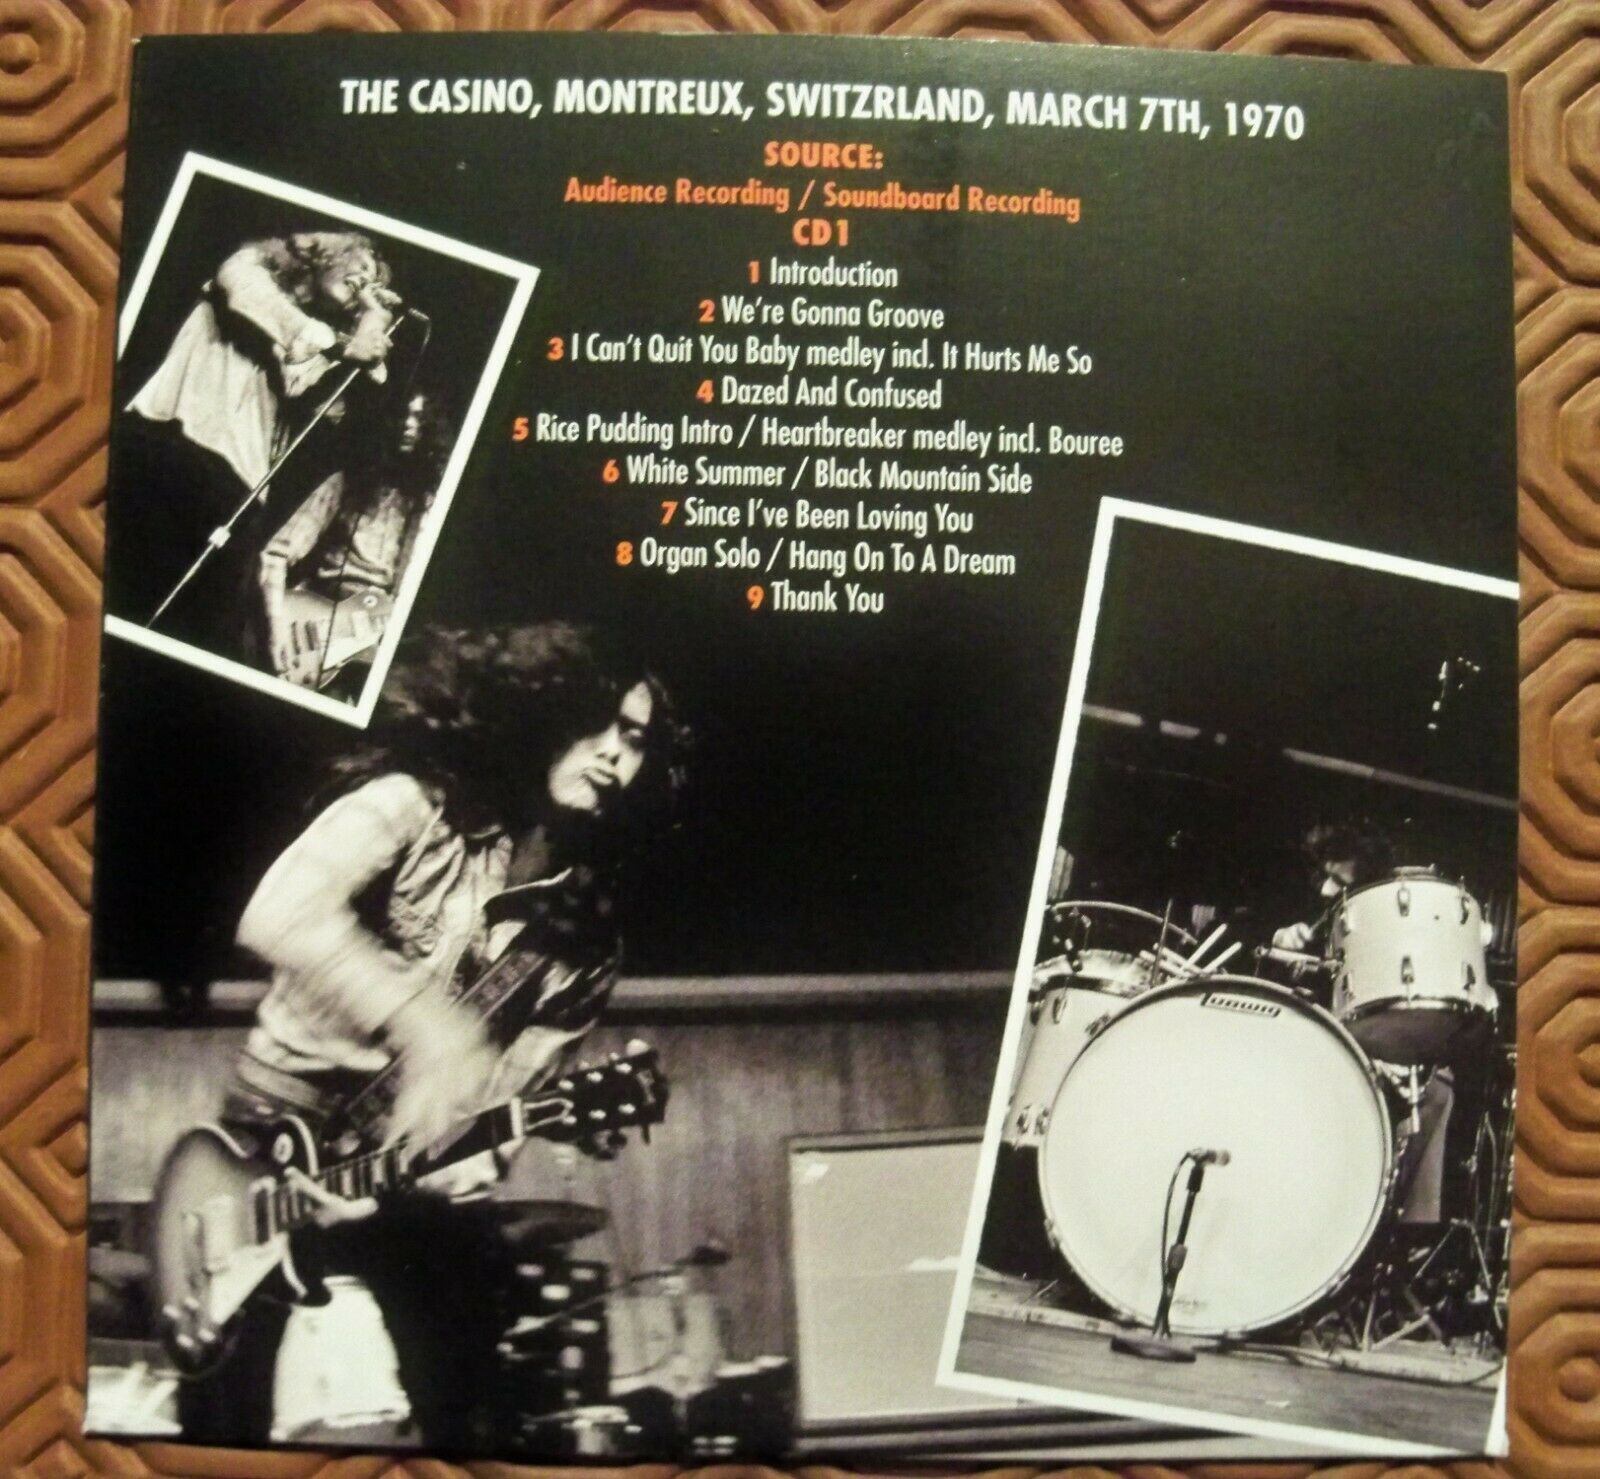 THE CASINO, MONTREUX, SWITZRLAND, MARCH 7TH, 1970
SOURCE:
Audience Recording / Soundboard Recording
CD 1
1 Introduction
2 We're Gonna Groove
3 I Can't Quit You Baby medley incl. It Hurts Me So
4 Dazed And Confused
5 Rice Pudding Intro / Heartbreaker medley incl. Bouree
6 White Summer / Black Mountain Side
7 Since I've Been Loving You
8 Organ Solo / Hang On To A Dream
9 Thank You
Ludwig